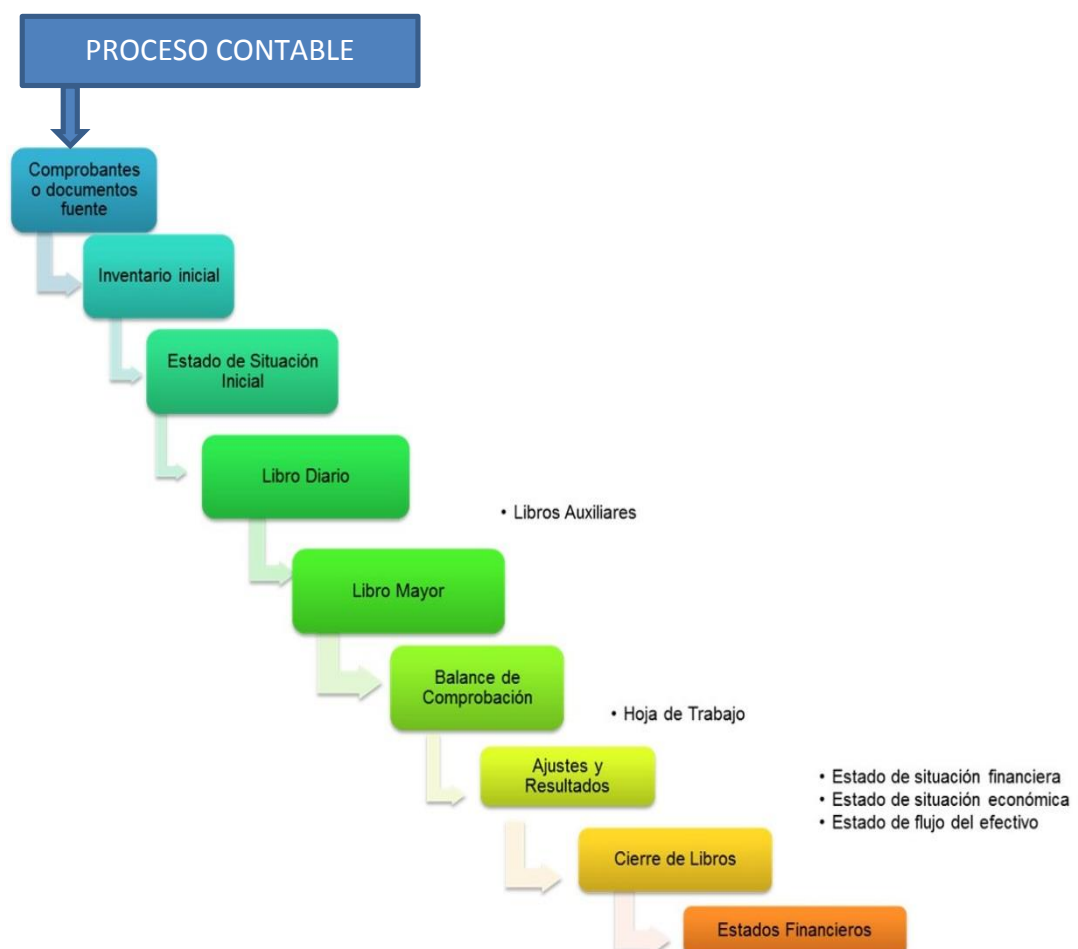 PROCESO CONTABLE
Comprobantes
o documentos
fuente
Inventario inicial
Estado de Situación
Inicial
Libro Diario
• Libros Auxiliares
Libro Mayor
Balance de
Comprobación
• Hoja de Trabajo
Ajustes y
Resultados
• Estado de situación financiera
• Estado de situación económica
• Estado de flujo del efectivo
Cierre de Libros
Estados Financieros